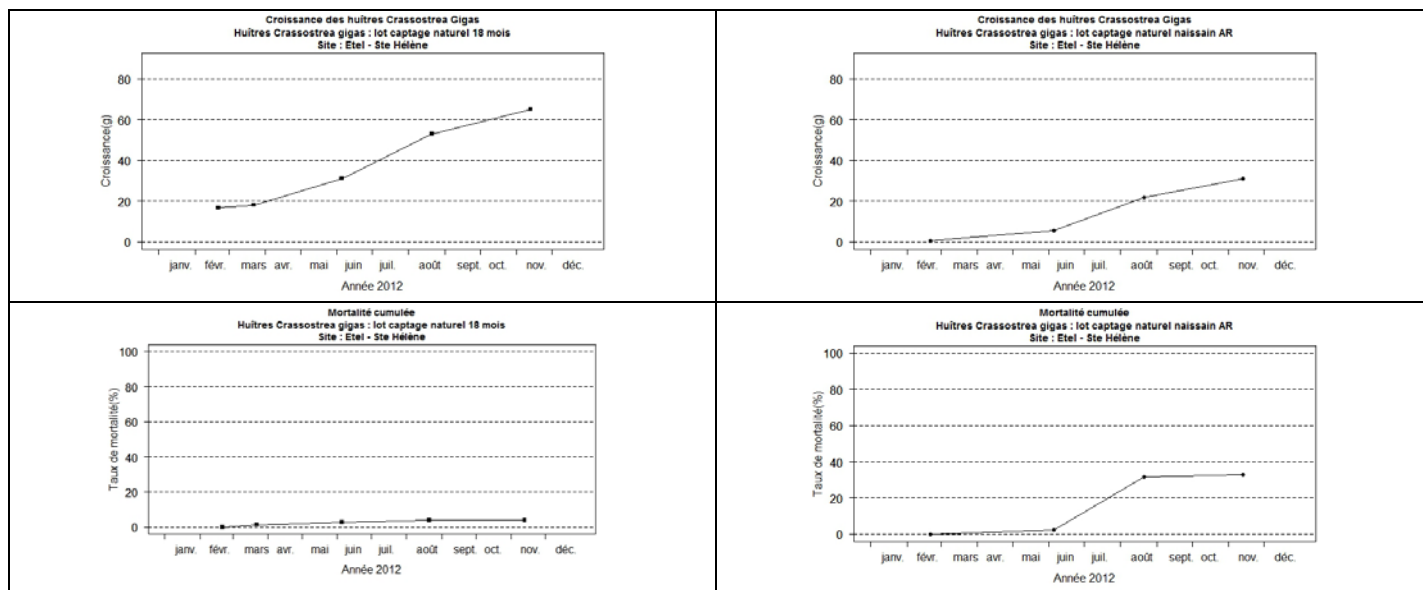 Croissance des huîtres Crassostrea Gigas
Huîtres Crassostrea gigas : lot captage naturel 18 mois
Site : Etel - Ste Hélène
Croissance(g)
80
60
40
20
0
janv. févr. mars avr. mai juin juil. août sept. oct. nov. déc.
Année 2012
Croissance des huîtres Crassostrea Gigas
Huîtres Crassostrea gigas : lot captage naturel naissain AR
Site : Etel - Ste Hélène
Croissance(g)
80
60
40
20
0
janv. févr. mars avr. mai juin juil. août sept. oct. nov. déc.
Année 2012
Mortalité cumulée
Huîtres Crassostrea gigas : lot captage naturel 18 mois
Site : Etel - Ste Hélène
Taux de mortalité(%)
100
80
60
40
20
0
janv. févr. mars avr. mai juin juil. août sept. oct. nov. déc.
Année 2012
Mortalité cumulée
Huîtres Crassostrea gigas : lot captage naturel naissain AR
Site : Etel - Ste Hélène
Taux de mortalité(%)
100
80
60
40
20
0
janv. févr. mars avr. mai juin juil. août sept. oct. nov. déc.
Année 2012